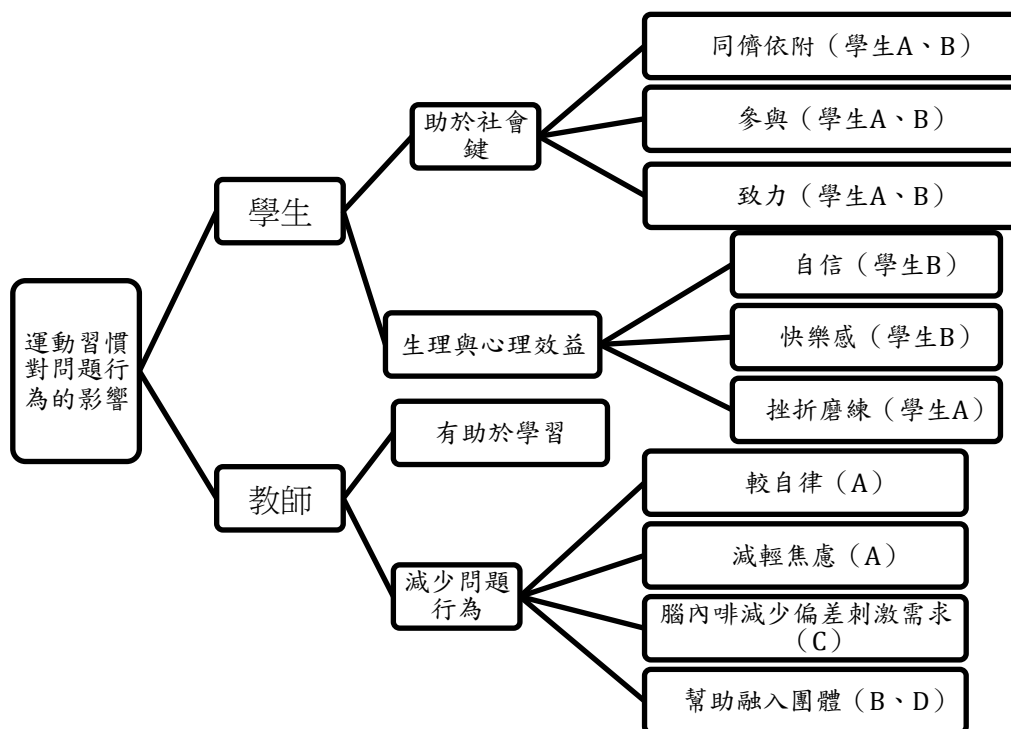 運動習慣
對問題行
為的影響
學生
助於社會
鍵
同儕依附（學生A、B）
參與（學生A、B）
致力（學生A、B）
生理與心理效益
自信（學生B）
快樂感（學生B）
挫折磨練（學生A）
教師
有助於學習
減少問題
行為
較自律（A）
減輕焦慮（A）
腦內啡減少偏差刺激需求
（C）
幫助融入團體（B、D）